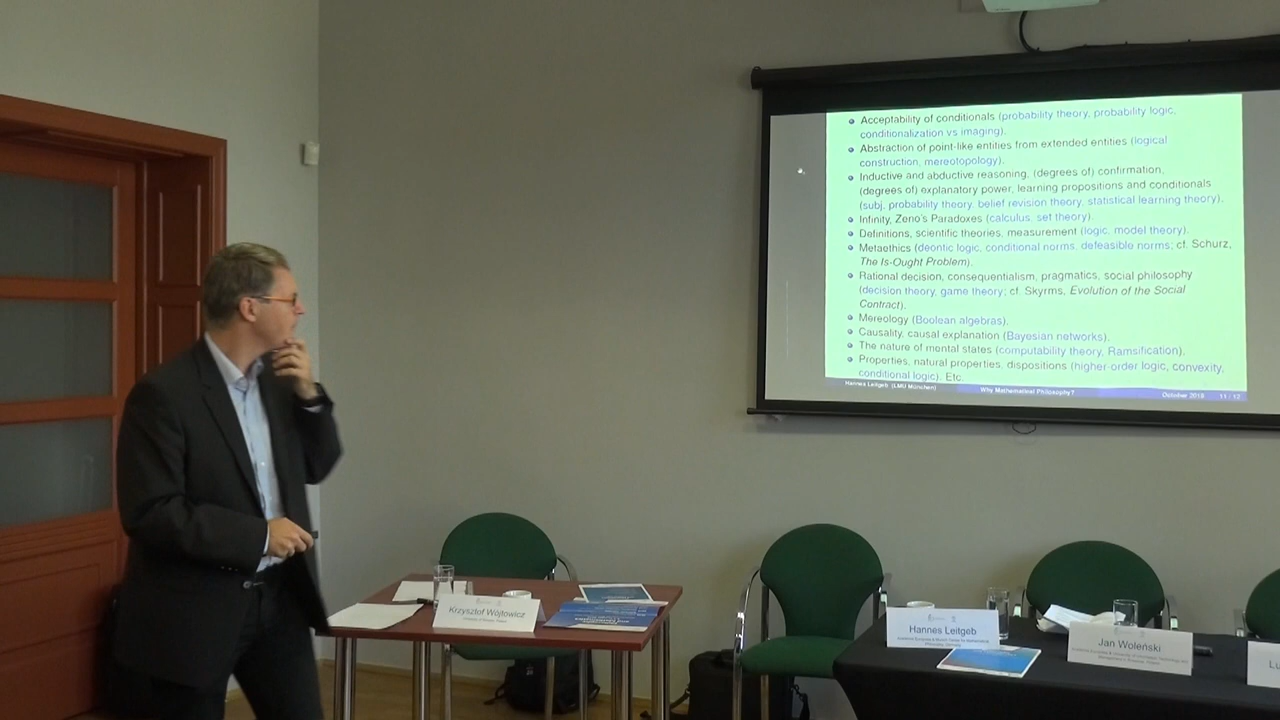 Acceptability of conditionals (probability theory, probability logic,
conditionalization vs imaging).
Abstraction of point-like entities from extended entities (logical
construction, mereotopology).
Inductive and abductive reasoning, (degrees of) confirmation,
(degrees of) explanatory power, learning propositions and conditionals
(subj. probability theory, belief revision theory, statistical learning theory).
Infinity, Zeno's Paradoxes (calculus, set theory).
Definitions, scientific theories, measurement (logic, model theory).
Metaethics (deontic logic, conditional norms, defeasible norms; cf. Schurz,
The Is-Ought Problem).
Rational decision, consequentialism, pragmatics, social philosophy
(decision theory, game theory; cf. Skyrms, Evolution of the Social
Contract).
Mereology (Boolean algebras).
Causality, causal explanation (Bayesian networks).
The nature of mental states (computability theory, Ramsification).
Properties, natural properties, dispositions (higher-order logic, convexity,
conditional logic). Etc.
Hannes Leitgeb (LMU München) Why Mathematical Philosophy? October 2018 11 / 12
Krzysztof Wójtowicz
Hannes Leitgeb
Jan Woleński
Lu